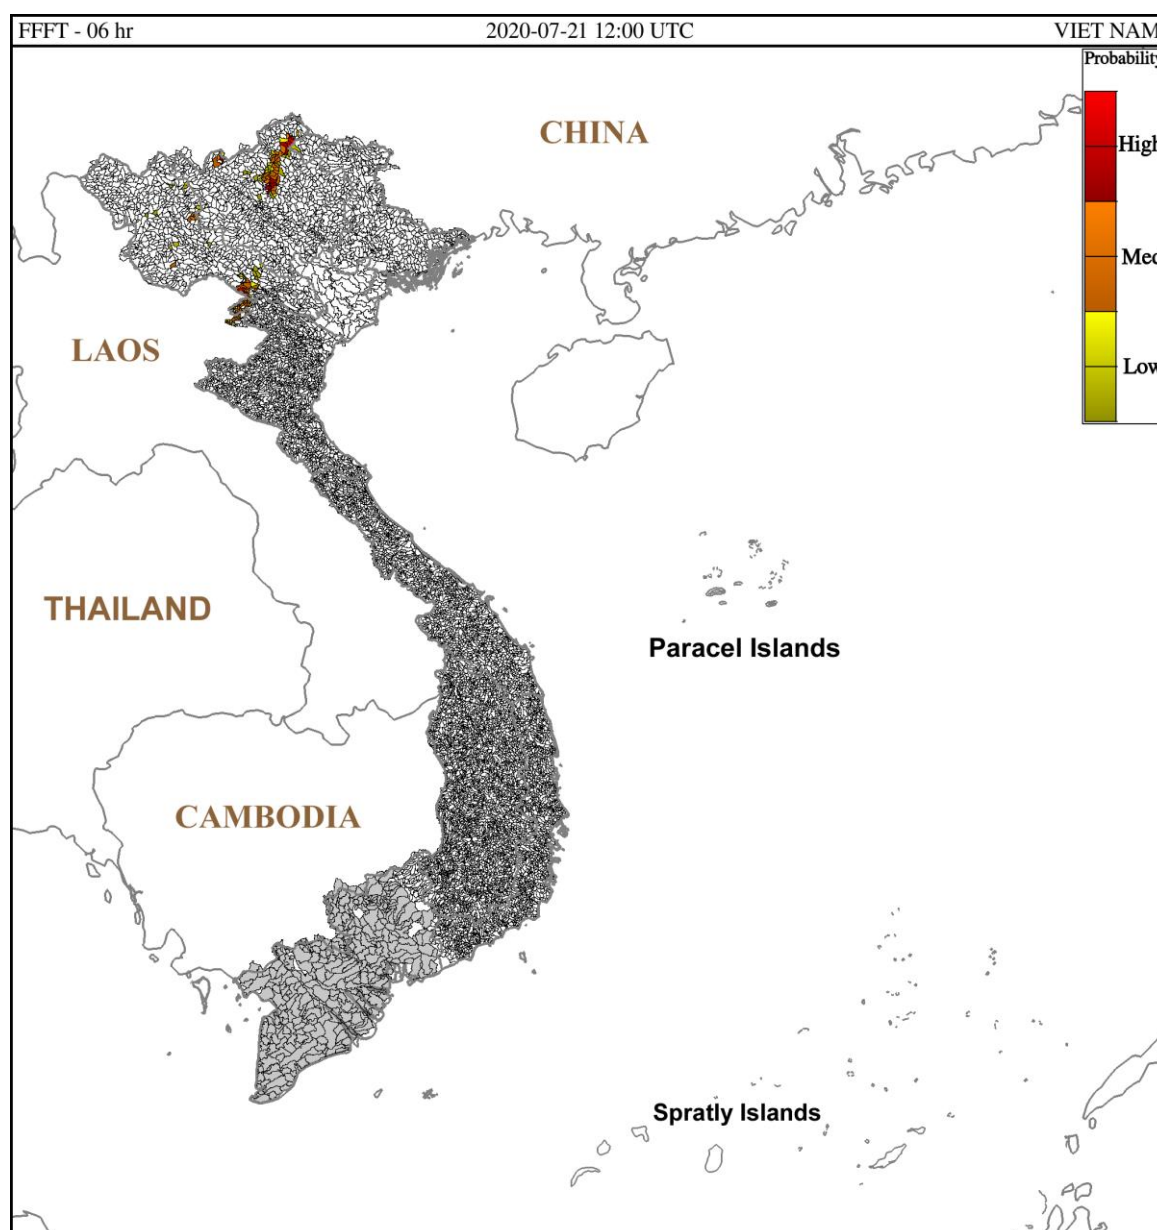 FFFT - 06 hr 2020-07-21 12:00 UTC VIET NAM
Probability
CHINA
High
Med
LAOS
Low
THAILAND
Paracel Islands
CAMBODIA
Spratly Islands